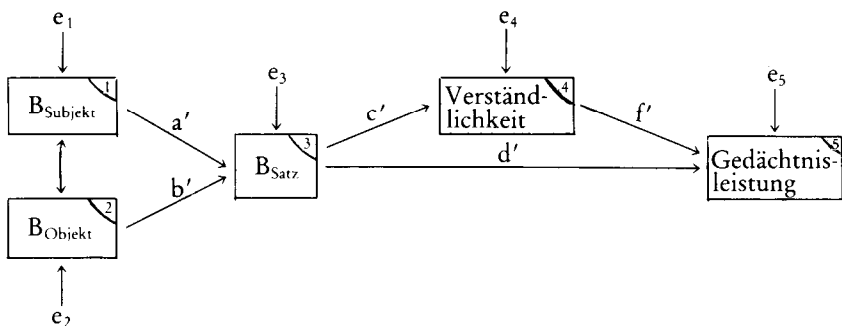 e1
e4
e3
e5
1
BSubjekt
a'
c'
Verständ-
lichkeit
4
f'
3
BSatz
d'
5
Gedächtnis-
leistung
b'
2
BObjekt
e2